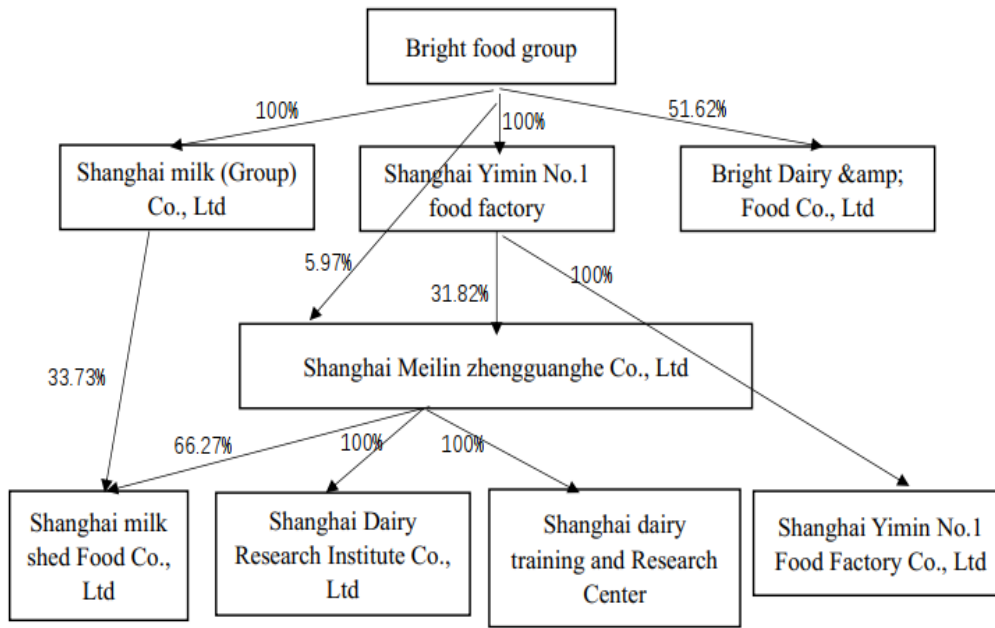 Bright food group
100%
100%
51.62%
Shanghai milk (Group)
Co., Ltd
Shanghai Yimin No.1
food factory
Bright Dairy &amp;
Food Co., Ltd
5.97%
31.82%
100%
Shanghai Meilin zhengguanghe Co., Ltd
33.73%
66.27%
100%
100%
Shanghai milk
shed Food Co.,
Ltd
Shanghai Dairy
Research Institute Co.,
Ltd
Shanghai dairy
training and Research
Center
Shanghai Yimin No.1
Food Factory Co., Ltd